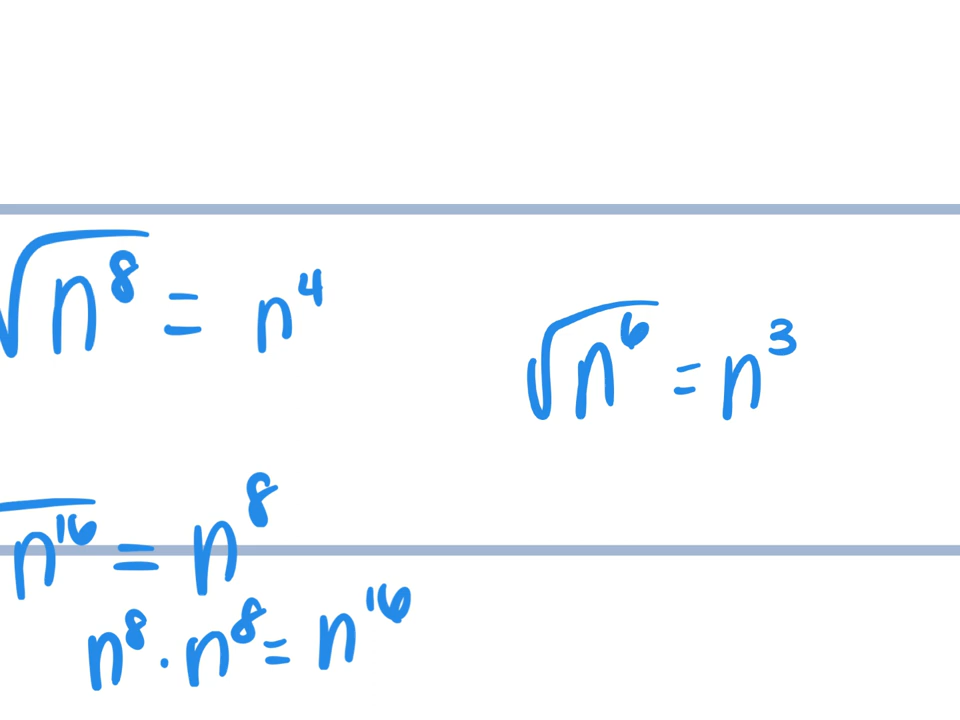 √n⁸ = n⁴
√n⁶ = n³
√n¹⁶ = n⁸
n⁸ · n⁸ = n¹⁶